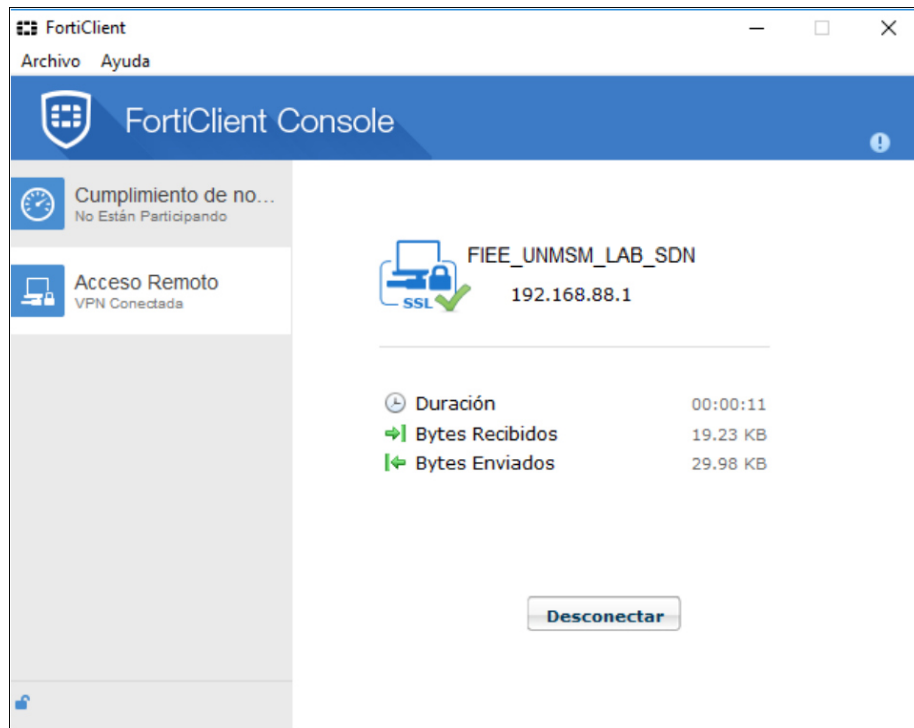 FortiClient
Archivo Ayuda
FortiClient Console
Cumplimiento de no...
No Están Participando
Acceso Remoto
VPN Conectada
FIEE_UNMSM_LAB_SDN
192.168.88.1
SSL
Duración 00:00:11
Bytes Recibidos 19.23 KB
Bytes Enviados 29.98 KB
Desconectar